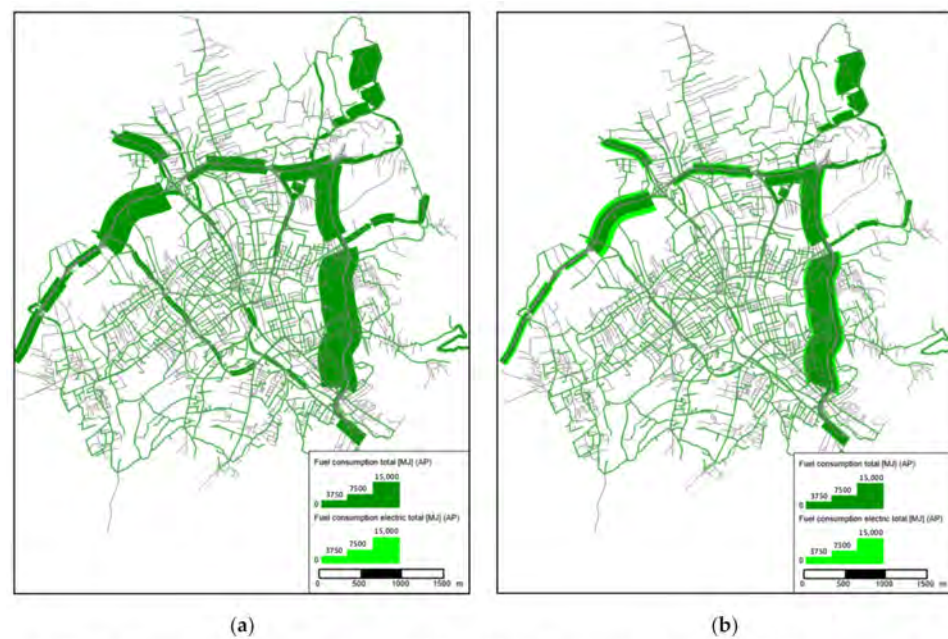 Fuel consumption total [MJ] (AP)
15,000
7500
3750
0
Fuel consumption electric total [MJ] (AP)
15,000
7500
3750
0
0 500 1000 1500 m
(a)
Fuel consumption total [MJ] (AP)
15,000
7500
3750
0
Fuel consumption electric total [MJ] (AP)
15,000
7500
3750
0
0 500 1000 1500 m
(b)